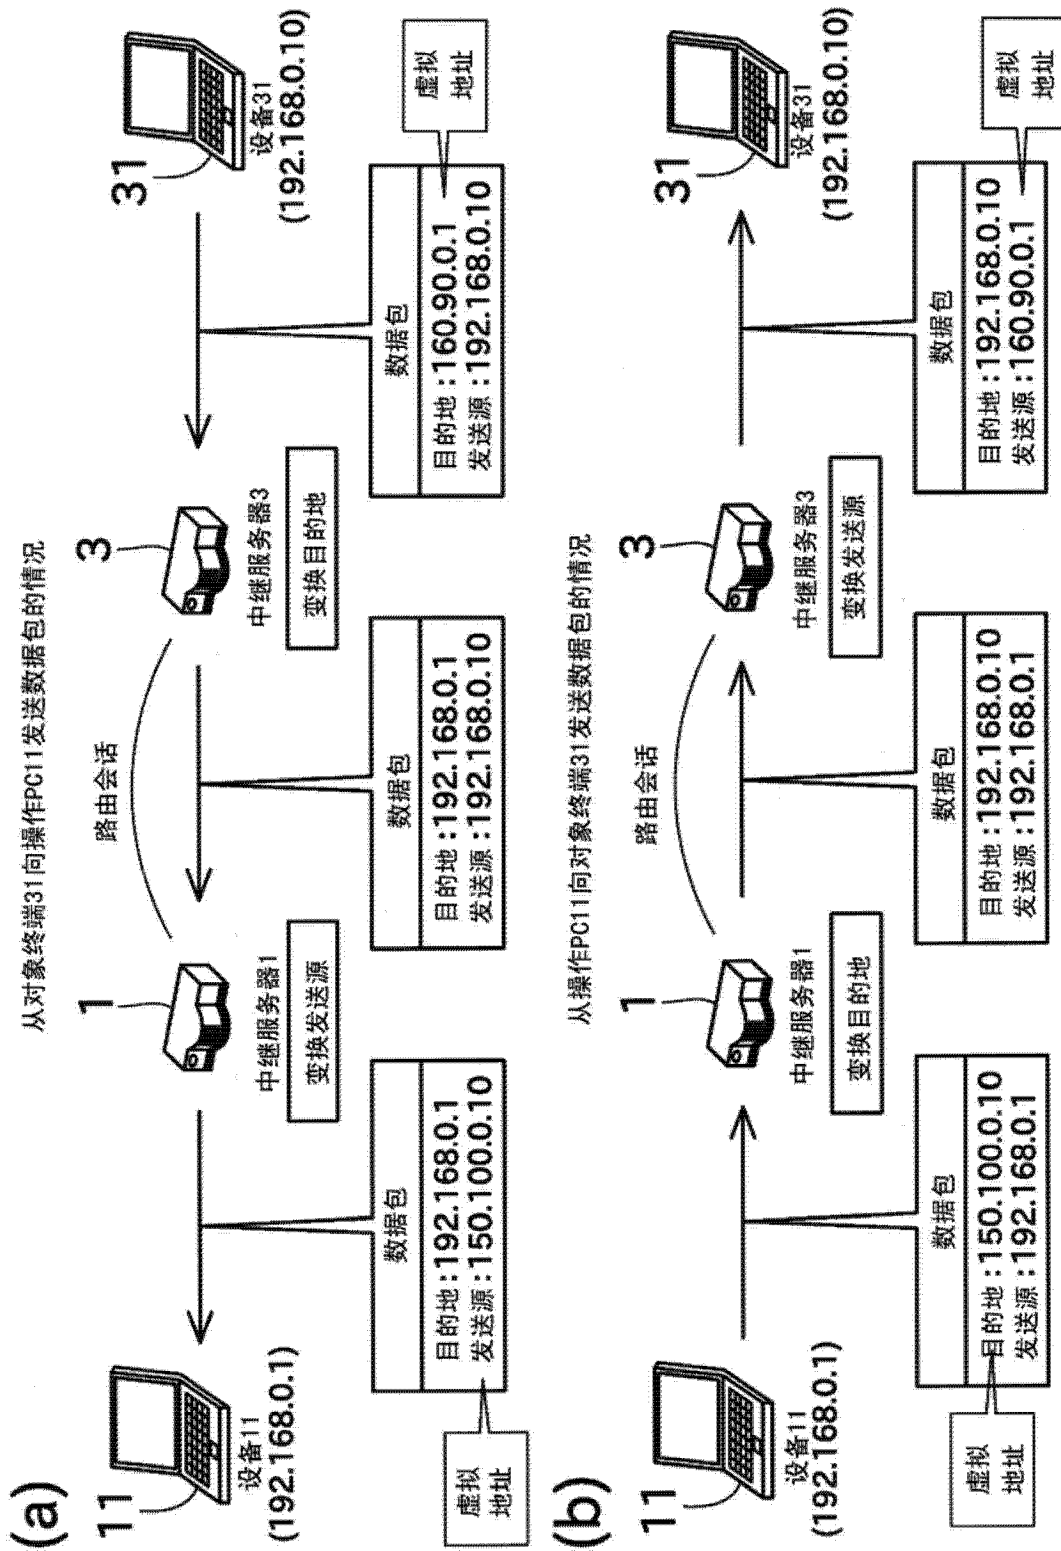 (a)
从对象终端31向操作PC11发送数据包的情况
11
设备11
(192.168.0.1)
1
中继服务器1
变换发送源
路由会话
3
中继服务器3
变换目的地
31
设备31
(192.168.0.10)
数据包
目的地:192.168.0.1
发送源:150.100.0.10
虚拟
地址
数据包
目的地:192.168.0.1
发送源:192.168.0.10
数据包
目的地:160.90.0.1
发送源:192.168.0.10
虚拟
地址
(b)
从操作PC11向对象终端31发送数据包的情况
11
设备11
(192.168.0.1)
1
中继服务器1
变换目的地
路由会话
3
中继服务器3
变换发送源
31
设备31
(192.168.0.10)
数据包
目的地:150.100.0.10
发送源:192.168.0.1
虚拟
地址
数据包
目的地:192.168.0.10
发送源:192.168.0.1
数据包
目的地:192.168.0.10
发送源:160.90.0.1
虚拟
地址